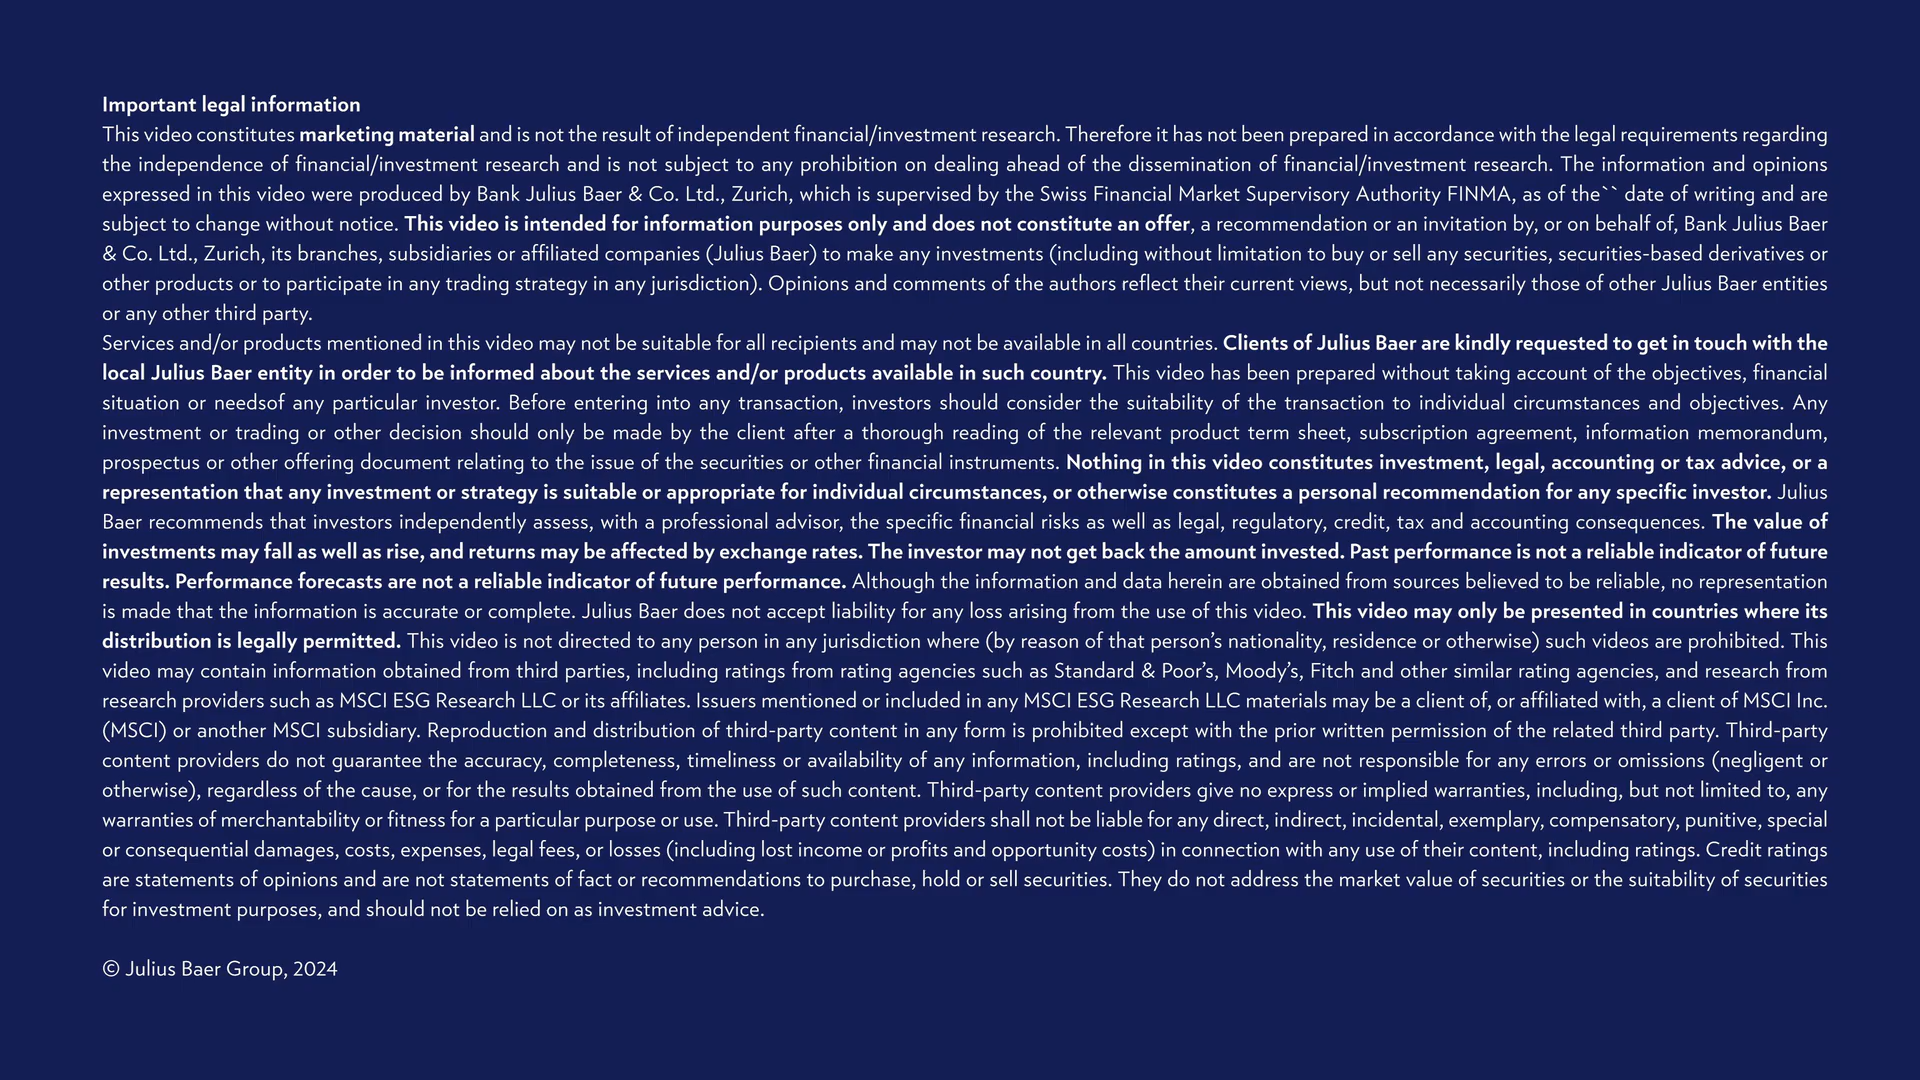 Important legal information
This video constitutes marketing material and is not the result of independent financial/investment research. Therefore it has not been prepared in accordance with the legal requirements regarding
the independence of financial/investment research and is not subject to any prohibition on dealing ahead of the dissemination of financial/investment research. The information and opinions
expressed in this video were produced by Bank Julius Baer & Co. Ltd., Zurich, which is supervised by the Swiss Financial Market Supervisory Authority FINMA, as of the`` date of writing and are
subject to change without notice. This video is intended for information purposes only and does not constitute an offer, a recommendation or an invitation by, or on behalf of, Bank Julius Baer
& Co. Ltd., Zurich, its branches, subsidiaries or affiliated companies (Julius Baer) to make any investments (including without limitation to buy or sell any securities, securities-based derivatives or
other products or to participate in any trading strategy in any jurisdiction). Opinions and comments of the authors reflect their current views, but not necessarily those of other Julius Baer entities
or any other third party.
Services and/or products mentioned in this video may not be suitable for all recipients and may not be available in all countries. Clients of Julius Baer are kindly requested to get in touch with the
local Julius Baer entity in order to be informed about the services and/or products available in such country. This video has been prepared without taking account of the objectives, financial
situation or needsof any particular investor. Before entering into any transaction, investors should consider the suitability of the transaction to individual circumstances and objectives. Any
investment or trading or other decision should only be made by the client after a thorough reading of the relevant product term sheet, subscription agreement, information memorandum,
prospectus or other offering document relating to the issue of the securities or other financial instruments. Nothing in this video constitutes investment, legal, accounting or tax advice, or a
representation that any investment or strategy is suitable or appropriate for individual circumstances, or otherwise constitutes a personal recommendation for any specific investor. Julius
Baer recommends that investors independently assess, with a professional advisor, the specific financial risks as well as legal, regulatory, credit, tax and accounting consequences. The value of
investments may fall as well as rise, and returns may be affected by exchange rates. The investor may not get back the amount invested. Past performance is not a reliable indicator of future
results. Performance forecasts are not a reliable indicator of future performance. Although the information and data herein are obtained from sources believed to be reliable, no representation
is made that the information is accurate or complete. Julius Baer does not accept liability for any loss arising from the use of this video. This video may only be presented in countries where its
distribution is legally permitted. This video is not directed to any person in any jurisdiction where (by reason of that person’s nationality, residence or otherwise) such videos are prohibited. This
video may contain information obtained from third parties, including ratings from rating agencies such as Standard & Poor’s, Moody’s, Fitch and other similar rating agencies, and research from
research providers such as MSCI ESG Research LLC or its affiliates. Issuers mentioned or included in any MSCI ESG Research LLC materials may be a client of, or affiliated with, a client of MSCI Inc.
(MSCI) or another MSCI subsidiary. Reproduction and distribution of third-party content in any form is prohibited except with the prior written permission of the related third party. Third-party
content providers do not guarantee the accuracy, completeness, timeliness or availability of any information, including ratings, and are not responsible for any errors or omissions (negligent or
otherwise), regardless of the cause, or for the results obtained from the use of such content. Third-party content providers give no express or implied warranties, including, but not limited to, any
warranties of merchantability or fitness for a particular purpose or use. Third-party content providers shall not be liable for any direct, indirect, incidental, exemplary, compensatory, punitive, special
or consequential damages, costs, expenses, legal fees, or losses (including lost income or profits and opportunity costs) in connection with any use of their content, including ratings. Credit ratings
are statements of opinions and are not statements of fact or recommendations to purchase, hold or sell securities. They do not address the market value of securities or the suitability of securities
for investment purposes, and should not be relied on as investment advice.
© Julius Baer Group, 2024